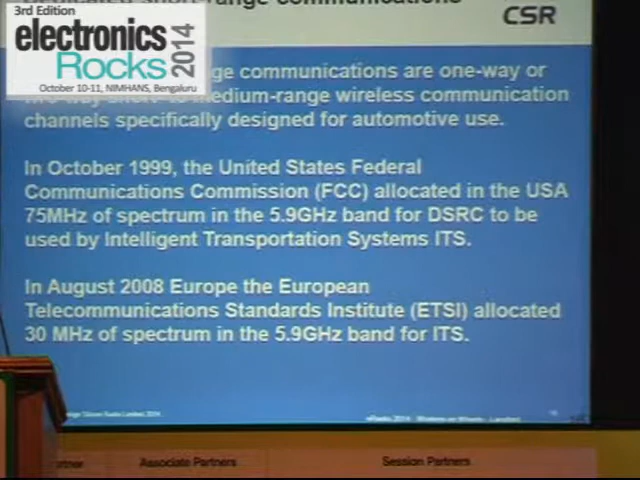 3rd Edition
electronics
Rocks 2014
October 10-11, NIMHANS, Bengaluru
CSR
communications are one-way or
medium-range wireless communication
channels specifically designed for automotive use.
In October 1999, the United States Federal
Communications Commission (FCC) allocated in the USA
75MHz of spectrum in the 5.9GHz band for DSRC to be
used by Intelligent Transportation Systems ITS.
In August 2008 Europe the European
Telecommunications Standards Institute (ETSI) allocated
30 MHz of spectrum in the 5.9GHz band for ITS.
Associate Partners
Session Partners